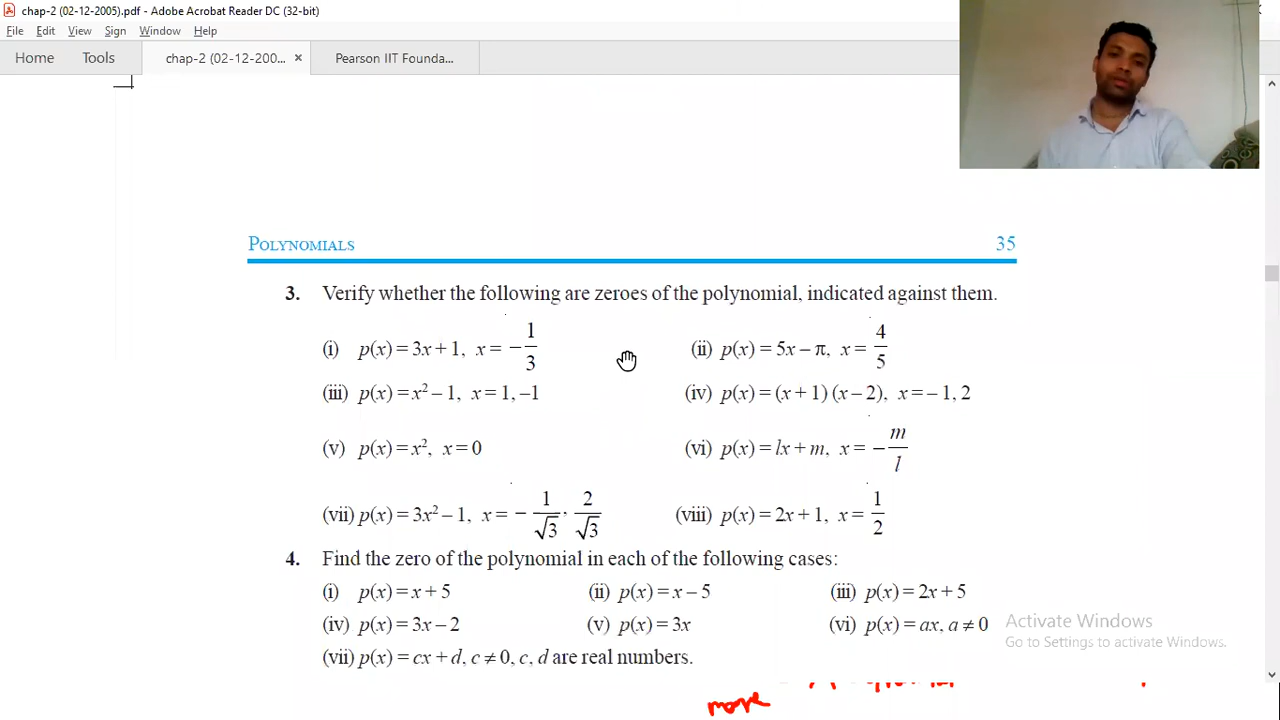 chap-2 (02-12-2005).pdf - Adobe Acrobat Reader DC (32-bit)
File Edit View Sign Window Help
Home Tools chap-2 (02-12-200... × Pearson IIT Founda...
POLYNOMIALS 35
3. Verify whether the following are zeroes of the polynomial, indicated against them.
(i) p(x) = 3x + 1, x = −1/3 (ii) p(x) = 5x − π, x = 4/5
(iii) p(x) = x² − 1, x = 1, −1 (iv) p(x) = (x + 1) (x − 2), x = − 1, 2
(v) p(x) = x², x = 0 (vi) p(x) = lx + m, x = −m/l
(vii) p(x) = 3x² − 1, x = −1/√3, 2/√3 (viii) p(x) = 2x + 1, x = 1/2
4. Find the zero of the polynomial in each of the following cases:
(i) p(x) = x + 5 (ii) p(x) = x − 5 (iii) p(x) = 2x + 5
(iv) p(x) = 3x − 2 (v) p(x) = 3x (vi) p(x) = ax, a ≠ 0
(vii) p(x) = cx + d, c ≠ 0, c, d are real numbers.
Activate Windows
Go to Settings to activate Windows.
more